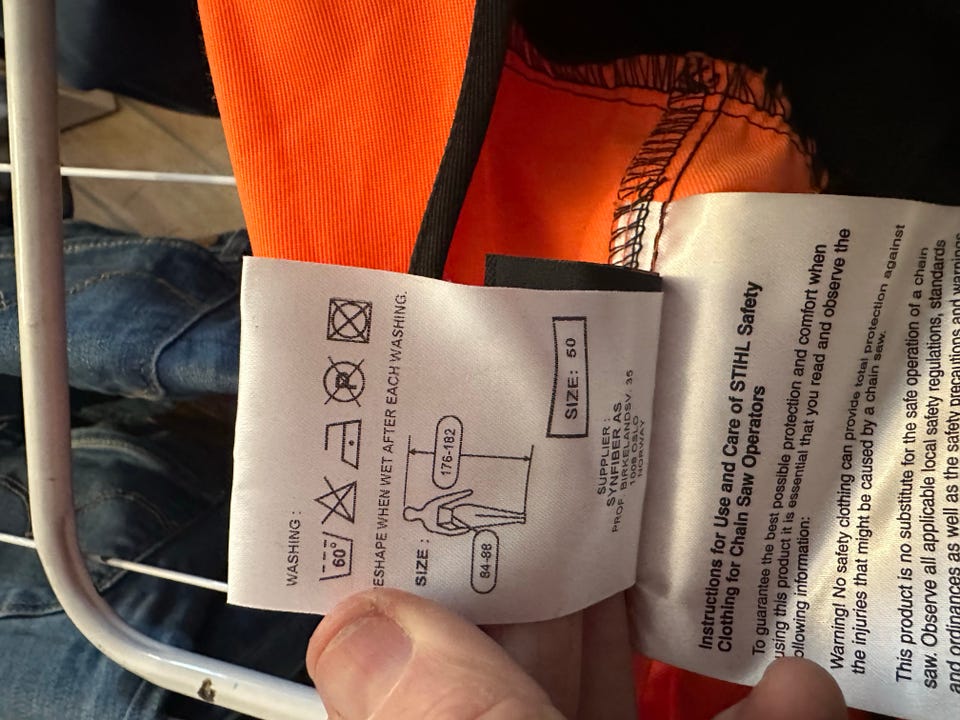 WASHING :
60°
P
ESHAPE WHEN WET AFTER EACH WASHING.
SIZE :
176-182
84-88
SIZE: 50
SUPPLIER :
SYNFIBER AS
PROF. BIRKELANDSV. 35
1008 OSLO
NORWAY
Instructions for Use and Care of STIHL Safety
Clothing for Chain Saw Operators
To guarantee the best possible protection and comfort when
using this product it is essential that you read and observe the
ollowing information:
Warning! No safety clothing can provide total protection against
the injuries that might be caused by a chain saw.
This product is no substitute for the safe operation of a chain
saw. Observe all applicable local safety regulations, standards
and ordinances as well as the safety precautions and warnings